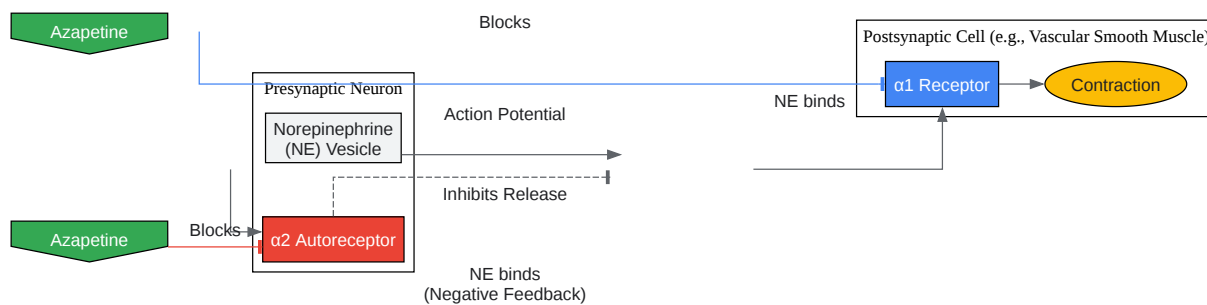 Azapetine
Blocks
Postsynaptic Cell (e.g., Vascular Smooth Muscle)
Presynaptic Neuron
α1 Receptor
Contraction
NE binds
Action Potential
Norepinephrine
(NE) Vesicle
Inhibits Release
Azapetine
Blocks
α2 Autoreceptor
NE binds
(Negative Feedback)